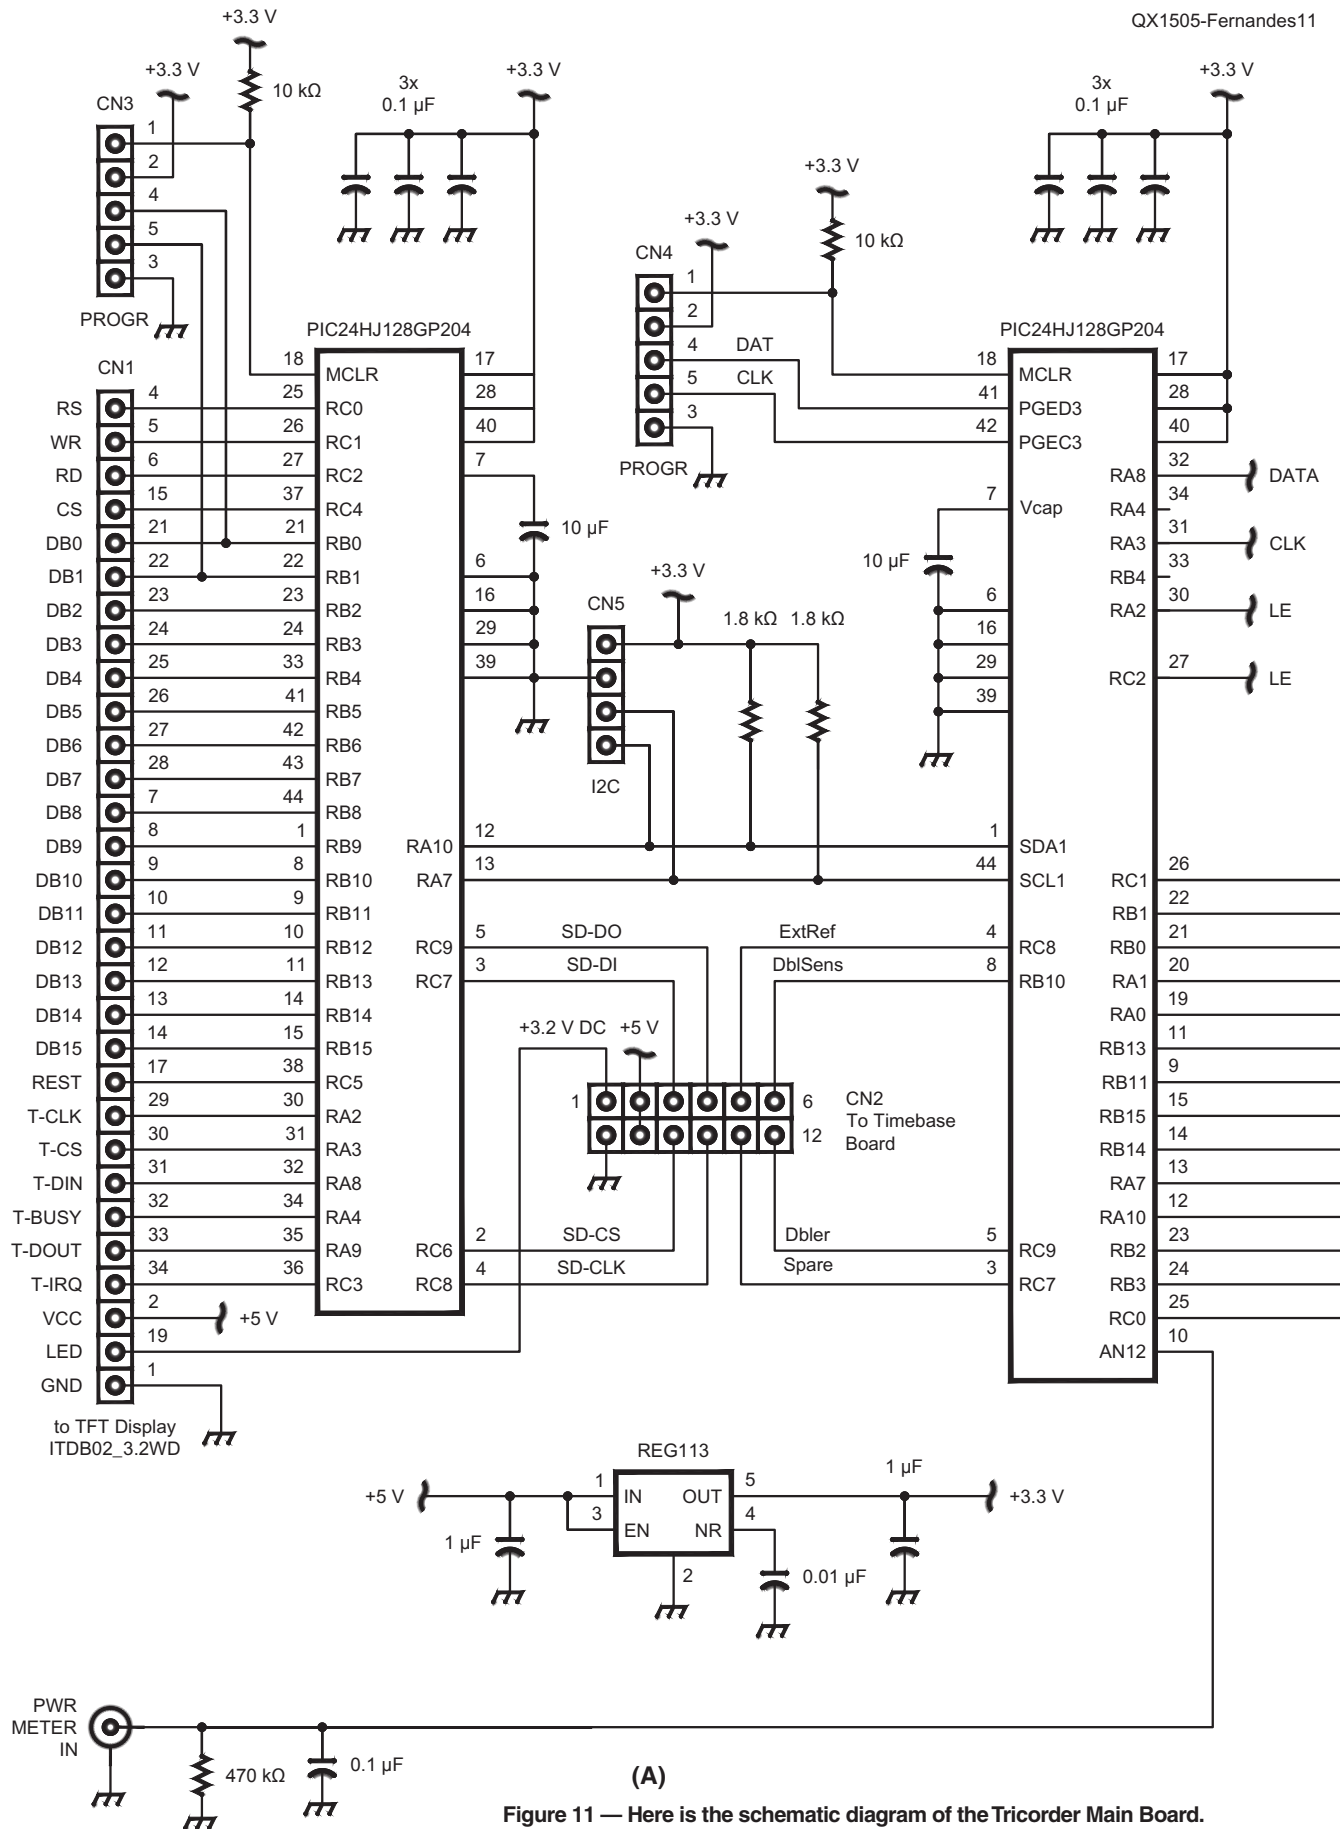 QX1505-Fernandes11
+3.3 V
+3.3 V
10 kΩ
CN3
1
2
4
5
3
PROGR
3x
0.1 µF
+3.3 V
3x
0.1 µF
+3.3 V
+3.3 V
10 kΩ
+3.3 V
CN4
1
2
4 DAT
5 CLK
3
PROGR
CN1
RS 4
WR 5
RD 6
CS 15
DB0 21
DB1 22
DB2 23
DB3 24
DB4 25
DB5 26
DB6 27
DB7 28
DB8 7
DB9 8
DB10 9
DB11 10
DB12 11
DB13 12
DB14 13
DB15 14
REST 17
T-CLK 29
T-CS 30
T-DIN 31
T-BUSY 32
T-DOUT 33
T-IRQ 34
VCC 2 +5 V
LED 19
GND 1
to TFT Display
ITDB02_3.2WD
PIC24HJ128GP204
18 MCLR
25 RC0
26 RC1
27 RC2
37 RC4
21 RB0
22 RB1
23 RB2
24 RB3
33 RB4
41 RB5
42 RB6
43 RB7
44 RB8
1 RB9
8 RB10
9 RB11
10 RB12
11 RB13
14 RB14
15 RB15
38 RC5
30 RA2
31 RA3
32 RA8
34 RA4
35 RA9
36 RC3
17
28
40
7
10 µF
6
16
29
39
RA10 12
RA7 13
RC9 5 SD-DO
RC7 3 SD-DI
RC6 2 SD-CS
RC8 4 SD-CLK
+3.3 V
CN5
1.8 kΩ 1.8 kΩ
I2C
+3.2 V DC +5 V
1 6
12
CN2
To Timebase
Board
ExtRef
DblSens
Dbler
Spare
PIC24HJ128GP204
18 MCLR
41 PGED3
42 PGEC3
7 Vcap
10 µF
6
16
29
39
1 SDA1
44 SCL1
4 RC8
8 RB10
5 RC9
3 RC7
17
28
40
RA8 32 DATA
RA4 34
RA3 31 CLK
RB4 33
RA2 30 LE
RC2 27 LE
RC1 26
RB1 22
RB0 21
RA1 20
RA0 19
RB13 11
RB11 9
RB15 15
RB14 14
RA7 13
RA10 12
RB2 23
RB3 24
RC0 25
AN12 10
REG113
+5 V
1 µF
1 IN
3 EN
OUT 5
NR 4
2
0.01 µF
1 µF
+3.3 V
PWR
METER
IN
470 kΩ
0.1 µF
(A)
Figure 11 — Here is the schematic diagram of the Tricorder Main Board.